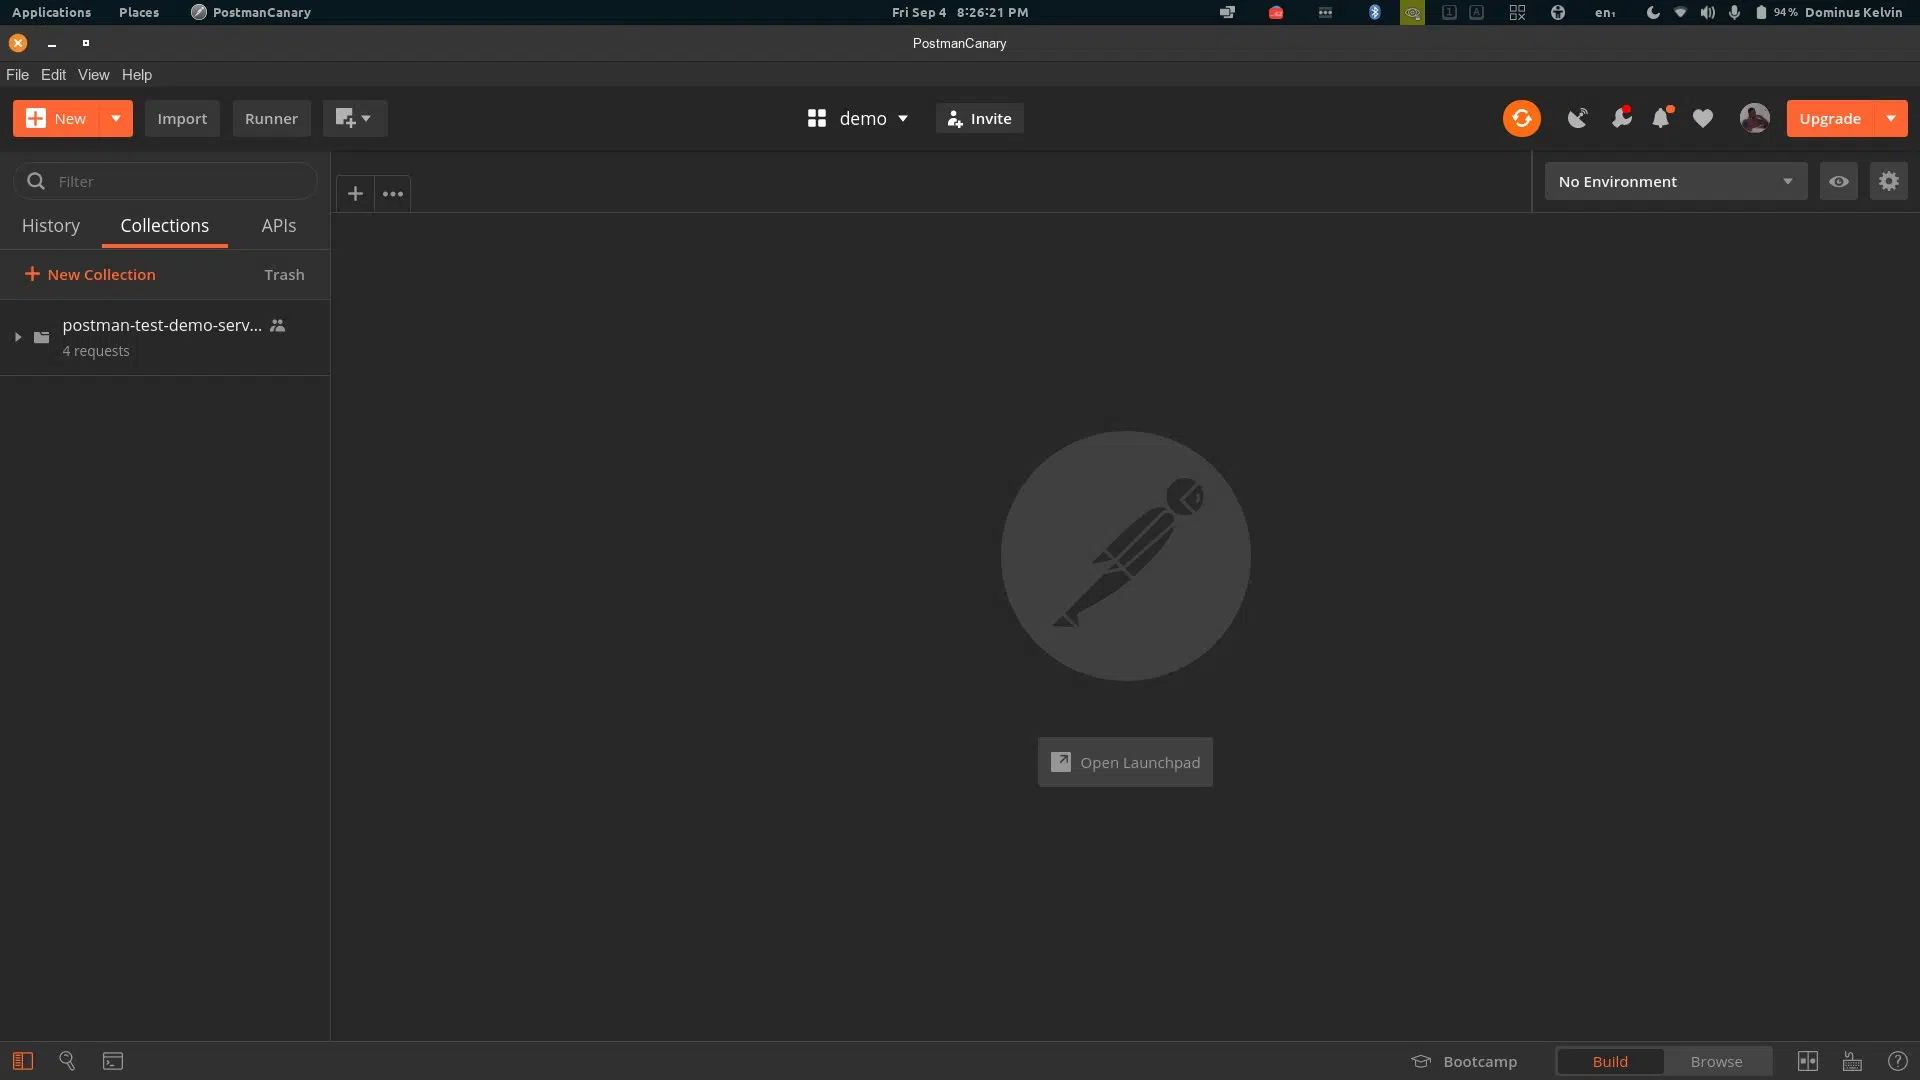 Applications Places PostmanCanary Fri Sep 4 8:26:21 PM en₁ 94% Dominus Kelvin
PostmanCanary
File Edit View Help
New Import Runner demo Invite Upgrade
Filter
No Environment
History Collections APIs
New Collection Trash
postman-test-demo-serv...
4 requests
Open Launchpad
Bootcamp Build Browse